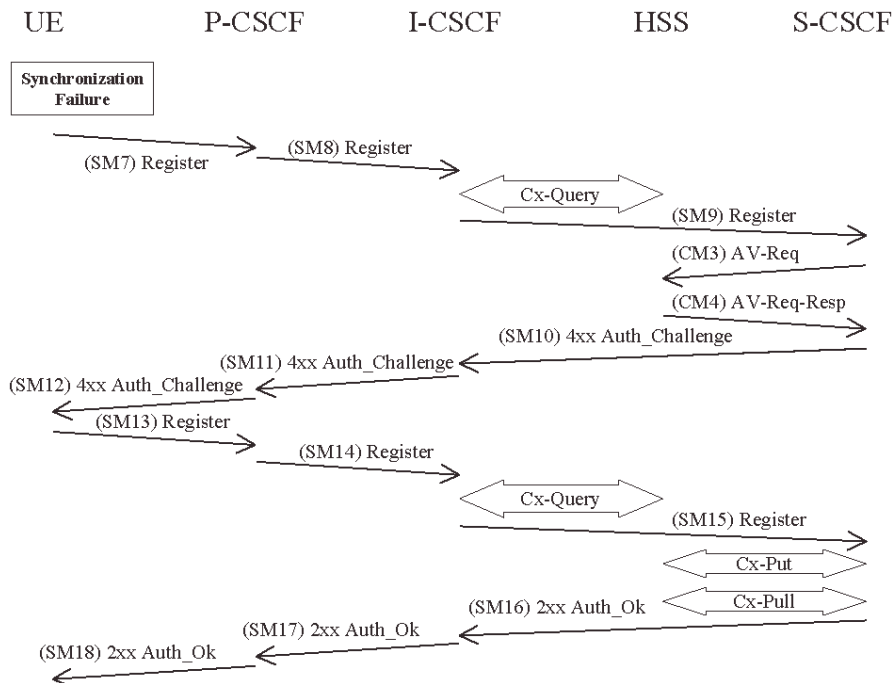 UE P-CSCF I-CSCF HSS S-CSCF
Synchronization
Failure
(SM7) Register
(SM8) Register
Cx-Query
(SM9) Register
(CM3) AV-Req
(CM4) AV-Req-Resp
(SM10) 4xx Auth_Challenge
(SM11) 4xx Auth_Challenge
(SM12) 4xx Auth_Challenge
(SM13) Register
(SM14) Register
Cx-Query
(SM15) Register
Cx-Put
Cx-Pull
(SM16) 2xx Auth_Ok
(SM17) 2xx Auth_Ok
(SM18) 2xx Auth_Ok